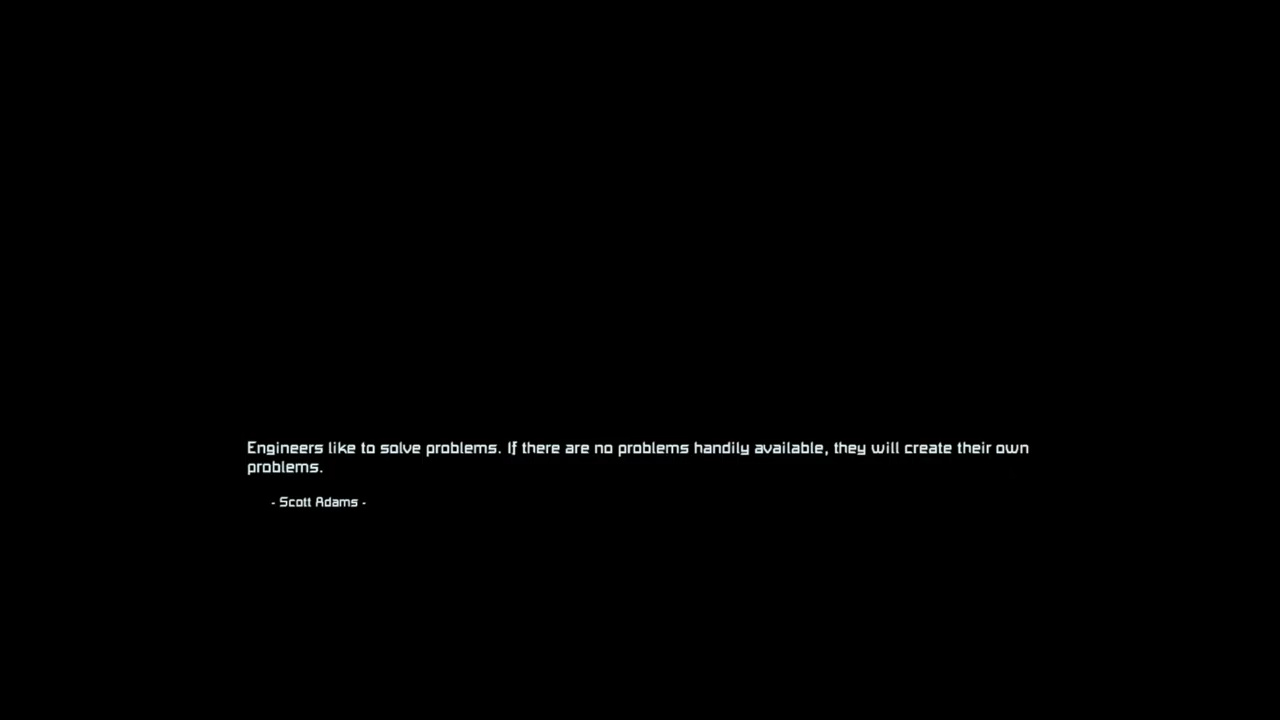 Engineers like to solve problems. If there are no problems handily available, they will create their own
problems.
- Scott Adams -